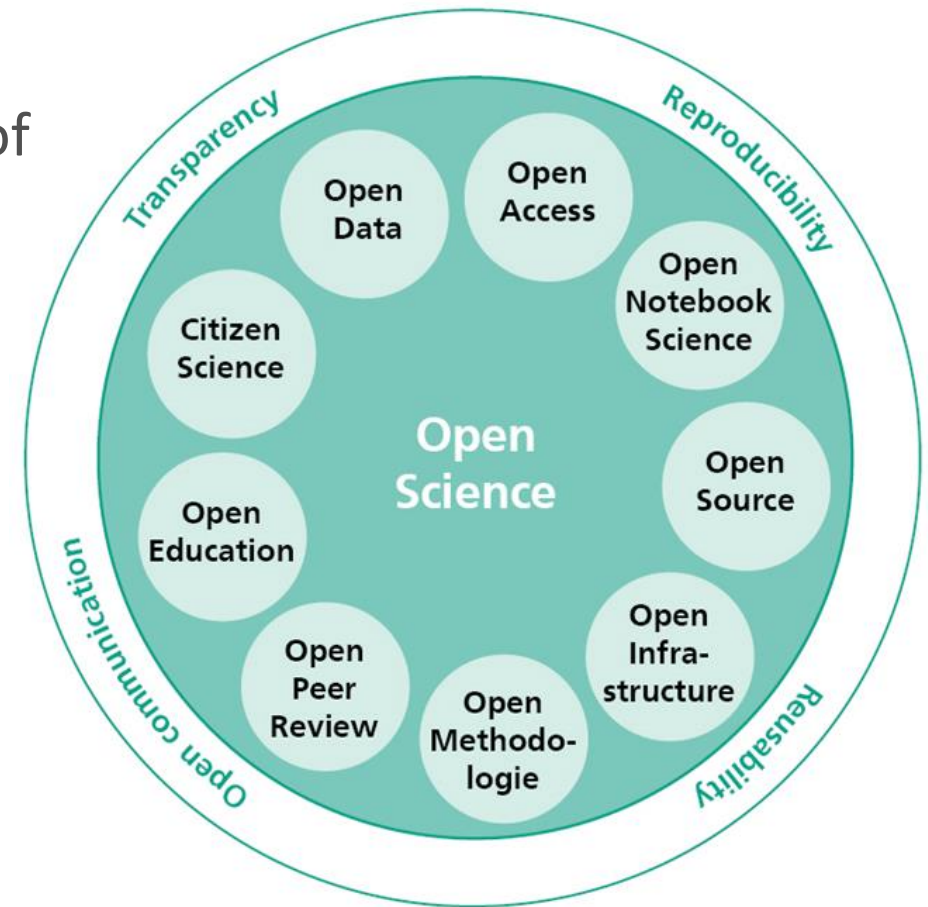 of
Transparency
Reproducibility
Open
Data
Open
Access
Open
Notebook
Science
Citizen
Science
Open
Science
Open
Source
Open
Education
Open
Infra-
structure
Open
Peer
Review
Open
Methodo-
logie
Open communication
Reusability